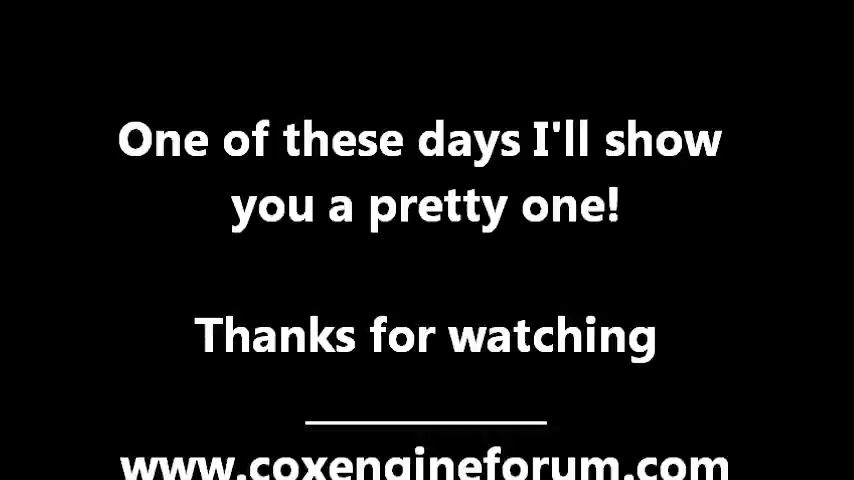 One of these days I'll show
you a pretty one!
Thanks for watching
www.coxengineforum.com